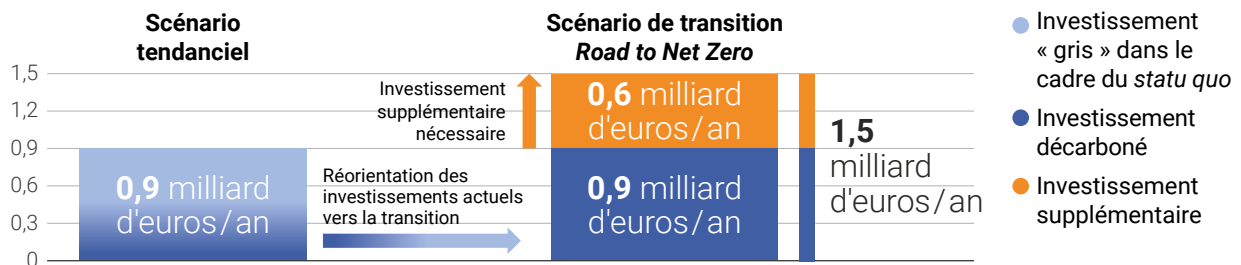 Scénario
tendanciel
Scénario de transition
Road to Net Zero
1,5
1,2
0,9
0,6
0,3
0
0,9 milliard
d'euros/an
Investissement
supplémentaire
nécessaire
Réorientation des
investissements actuels
vers la transition
0,6 milliard
d'euros/an
0,9 milliard
d'euros/an
1,5
milliard
d'euros/an
Investissement
« gris » dans le
cadre du statu quo
Investissement
décarboné
Investissement
supplémentaire